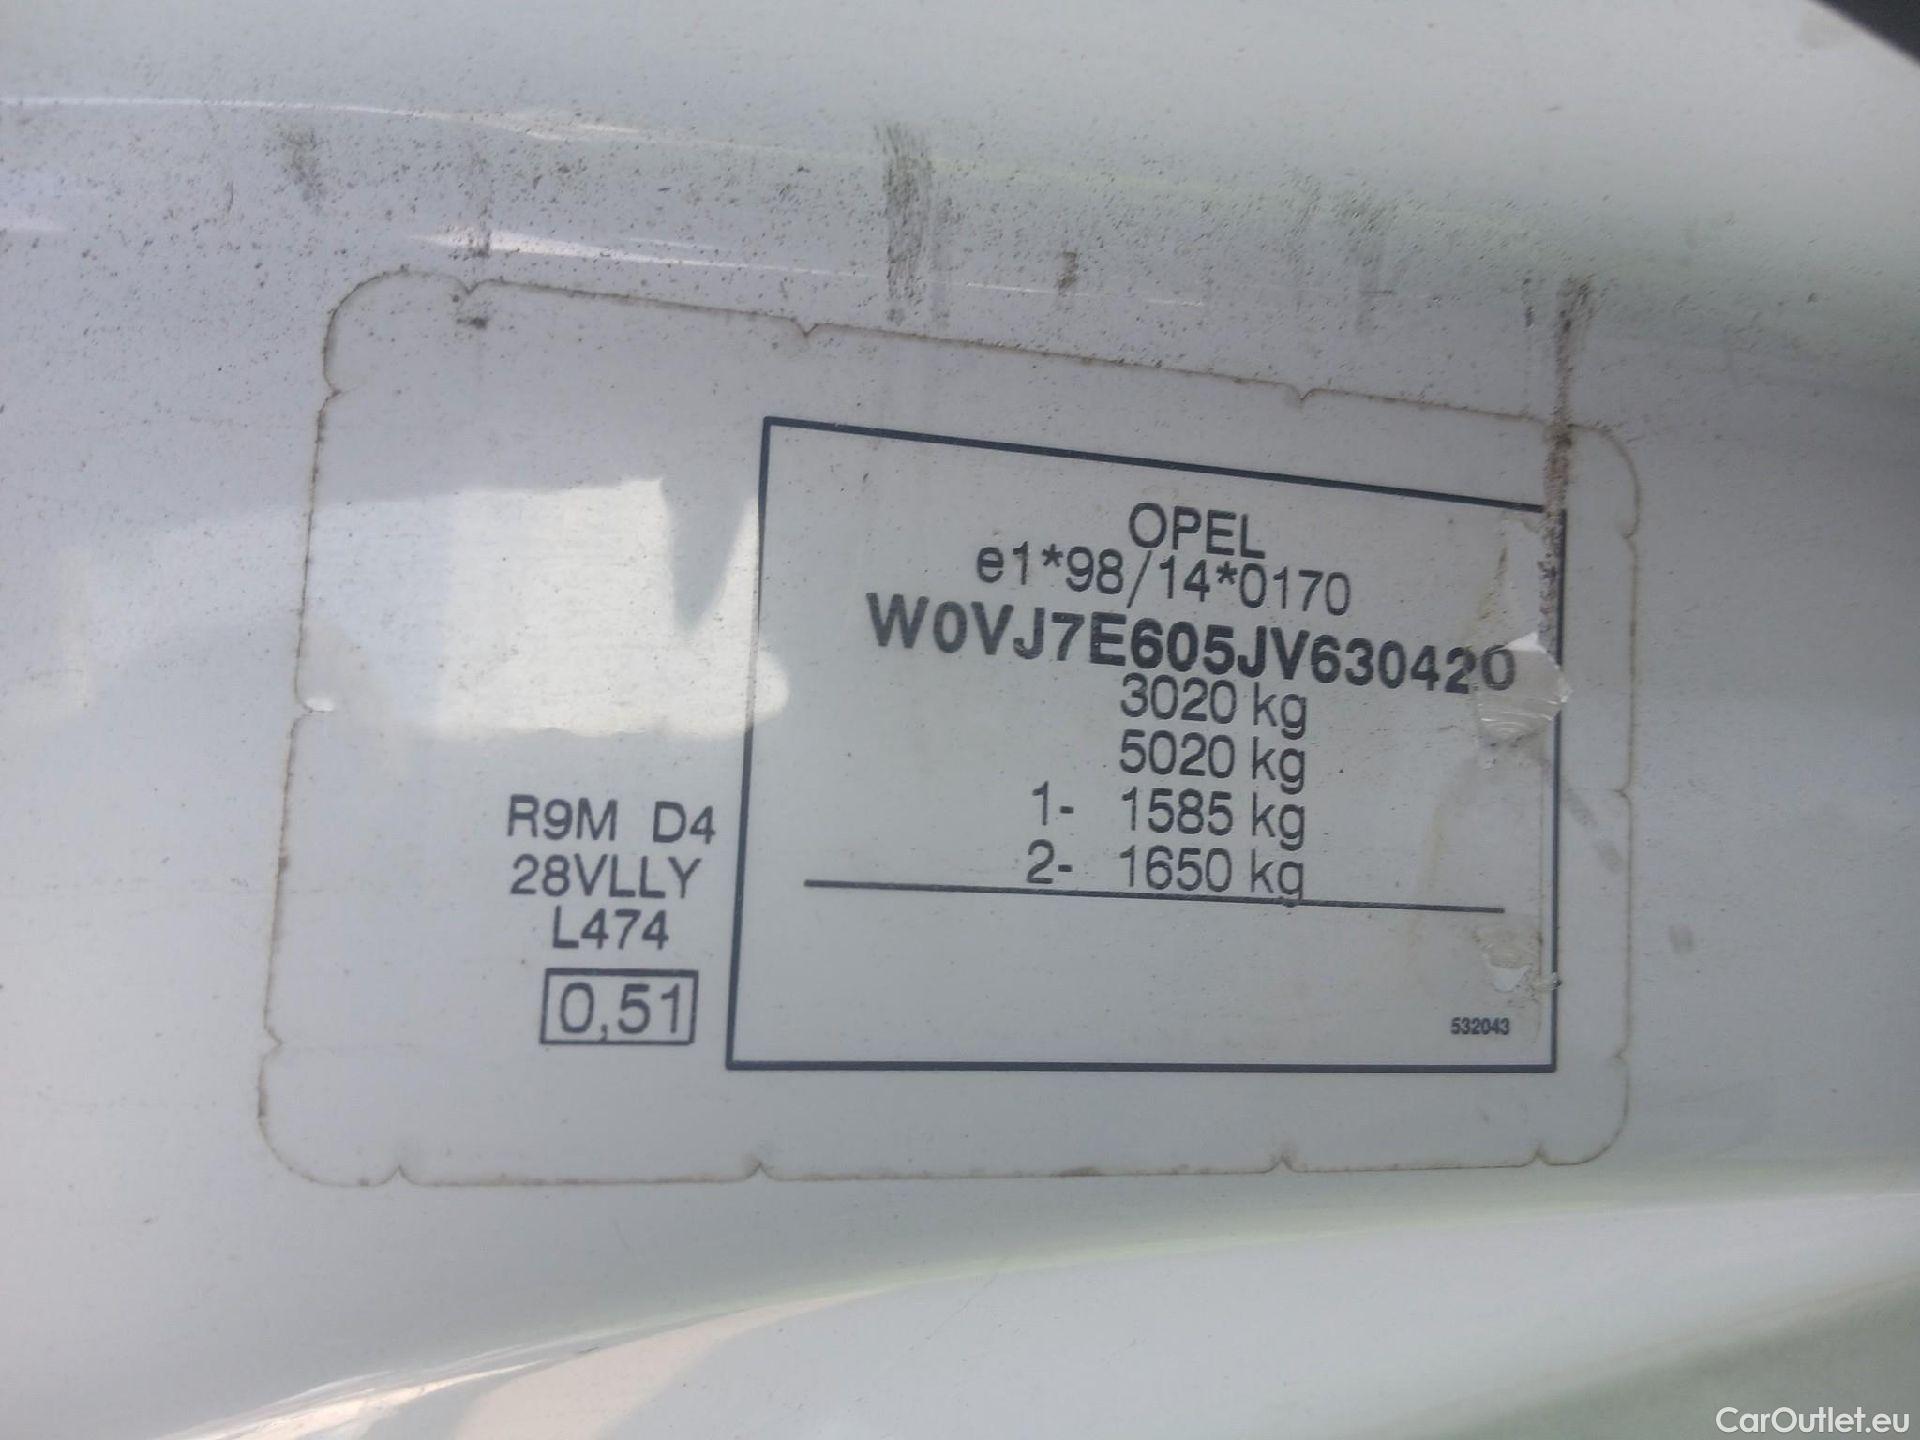 OPEL
e1*98/14*0170
W0VJ7E605JV630420
3020 kg
5020 kg
1- 1585 kg
2- 1650 kg
R9M D4
28VLLY
L474
0,51
532043
CarOutlet.eu